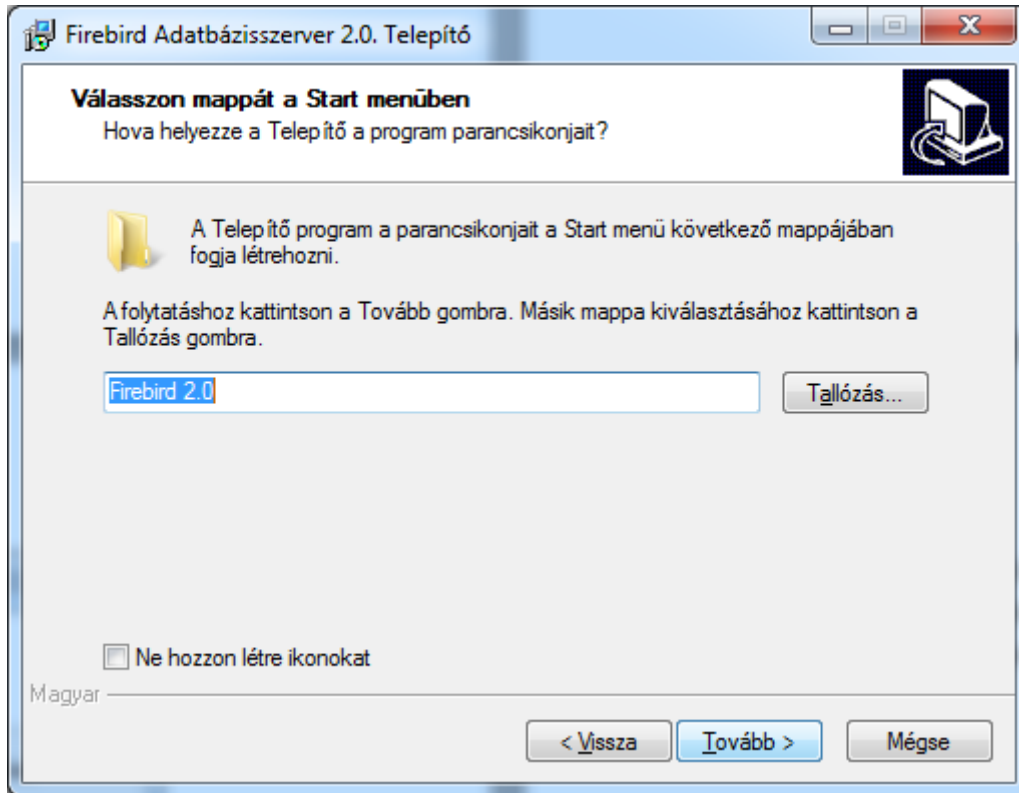 Firebird Adatbázisszerver 2.0. Telepítő
Válasszon mappát a Start menüben
Hova helyezze a Telepítő a program parancsikonjait?
A Telepítő program a parancsikonjait a Start menü következő mappájában
fogja létrehozni.
A folytatáshoz kattintson a Tovább gombra. Másik mappa kiválasztásához kattintson a
Tallózás gombra.
Firebird 2.0
Tallózás...
Ne hozzon létre ikonokat
Magyar
< Vissza
Tovább >
Mégse